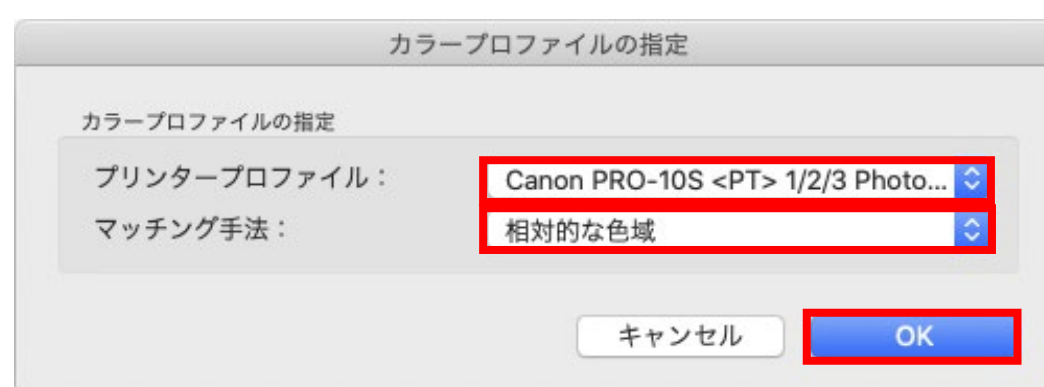 カラープロファイルの指定
カラープロファイルの指定
プリンタープロファイル： Canon PRO-10S <PT> 1/2/3 Photo...
マッチング手法： 相対的な色域
キャンセル OK